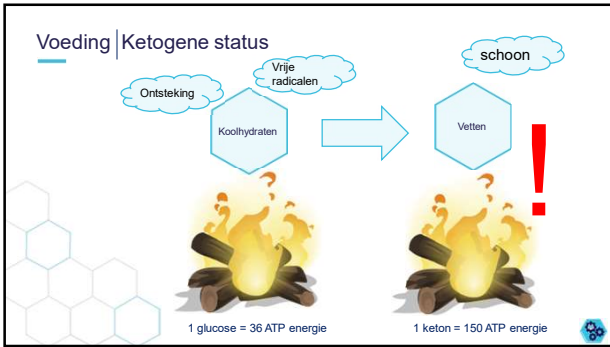 Voeding Ketogene status
Ontsteking
Vrije
radicalen
schoon
Koolhydraten
Vetten
!
1 glucose = 36 ATP energie
1 keton = 150 ATP energie